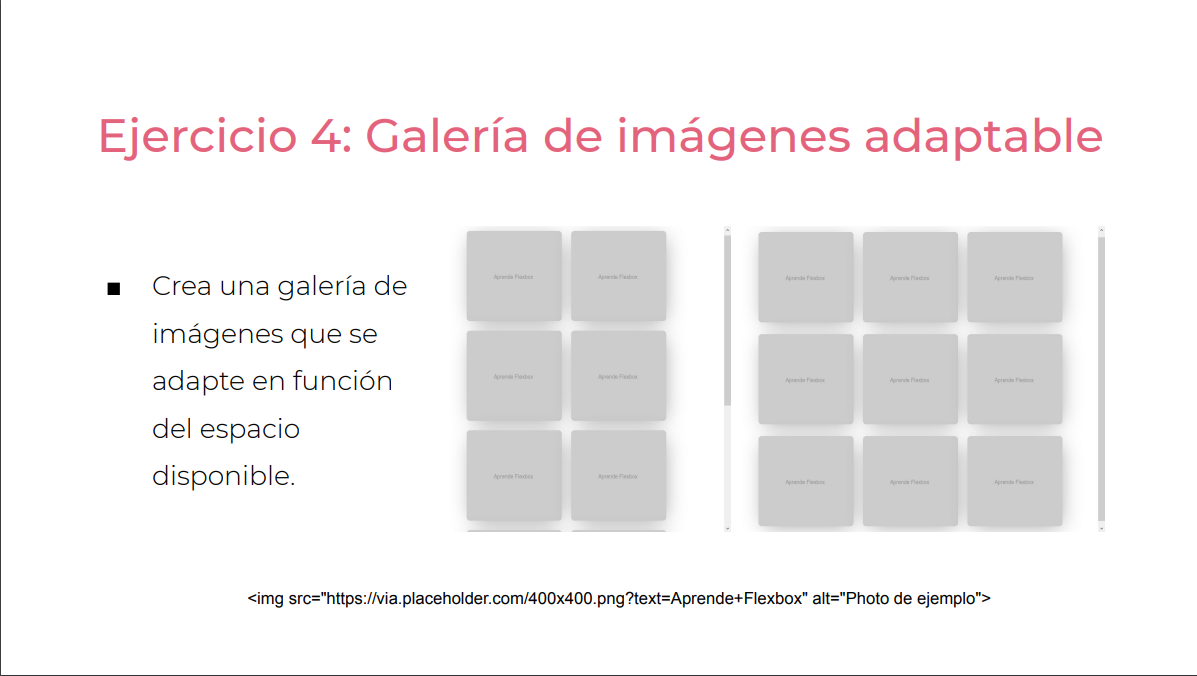 Ejercicio 4: Galería de imágenes adaptable
Crea una galería de
imágenes que se
adapte en función
del espacio
disponible.
Aprende Flexbox Aprende Flexbox Aprende Flexbox Aprende Flexbox Aprende Flexbox
Aprende Flexbox Aprende Flexbox Aprende Flexbox Aprende Flexbox Aprende Flexbox
Aprende Flexbox Aprende Flexbox Aprende Flexbox Aprende Flexbox Aprende Flexbox
<img src="https://via.placeholder.com/400x400.png?text=Aprende+Flexbox" alt="Photo de ejemplo">